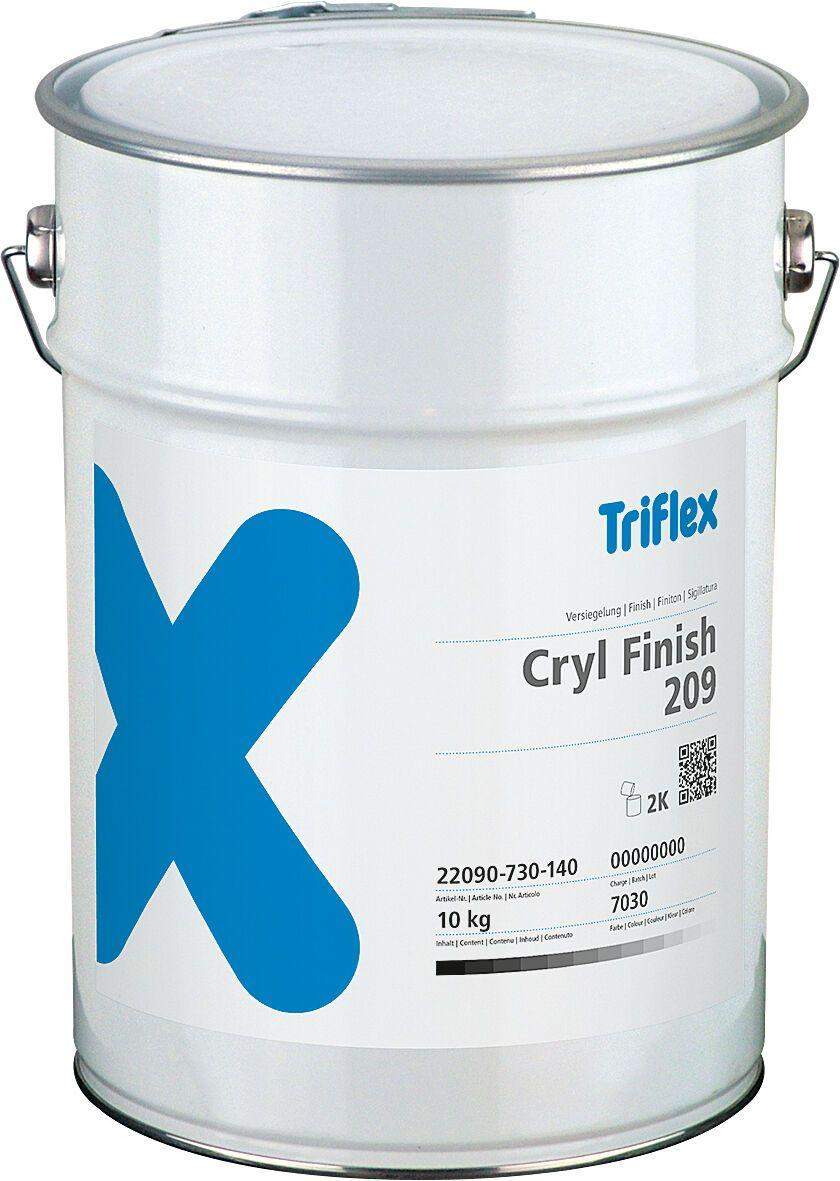 Triflex
Versiegelung | Finish | Finiton | Sigillatura
Cryl Finish
209
2K
22090-730-140 00000000
Artikel-Nr. | Article No. | Nr. Articolo Charge | Batch | Lot
10 kg 7030
Inhalt | Content | Contenu | Inhoud | Contenuto Farbe | Colour | Couleur | Kleur | Colore